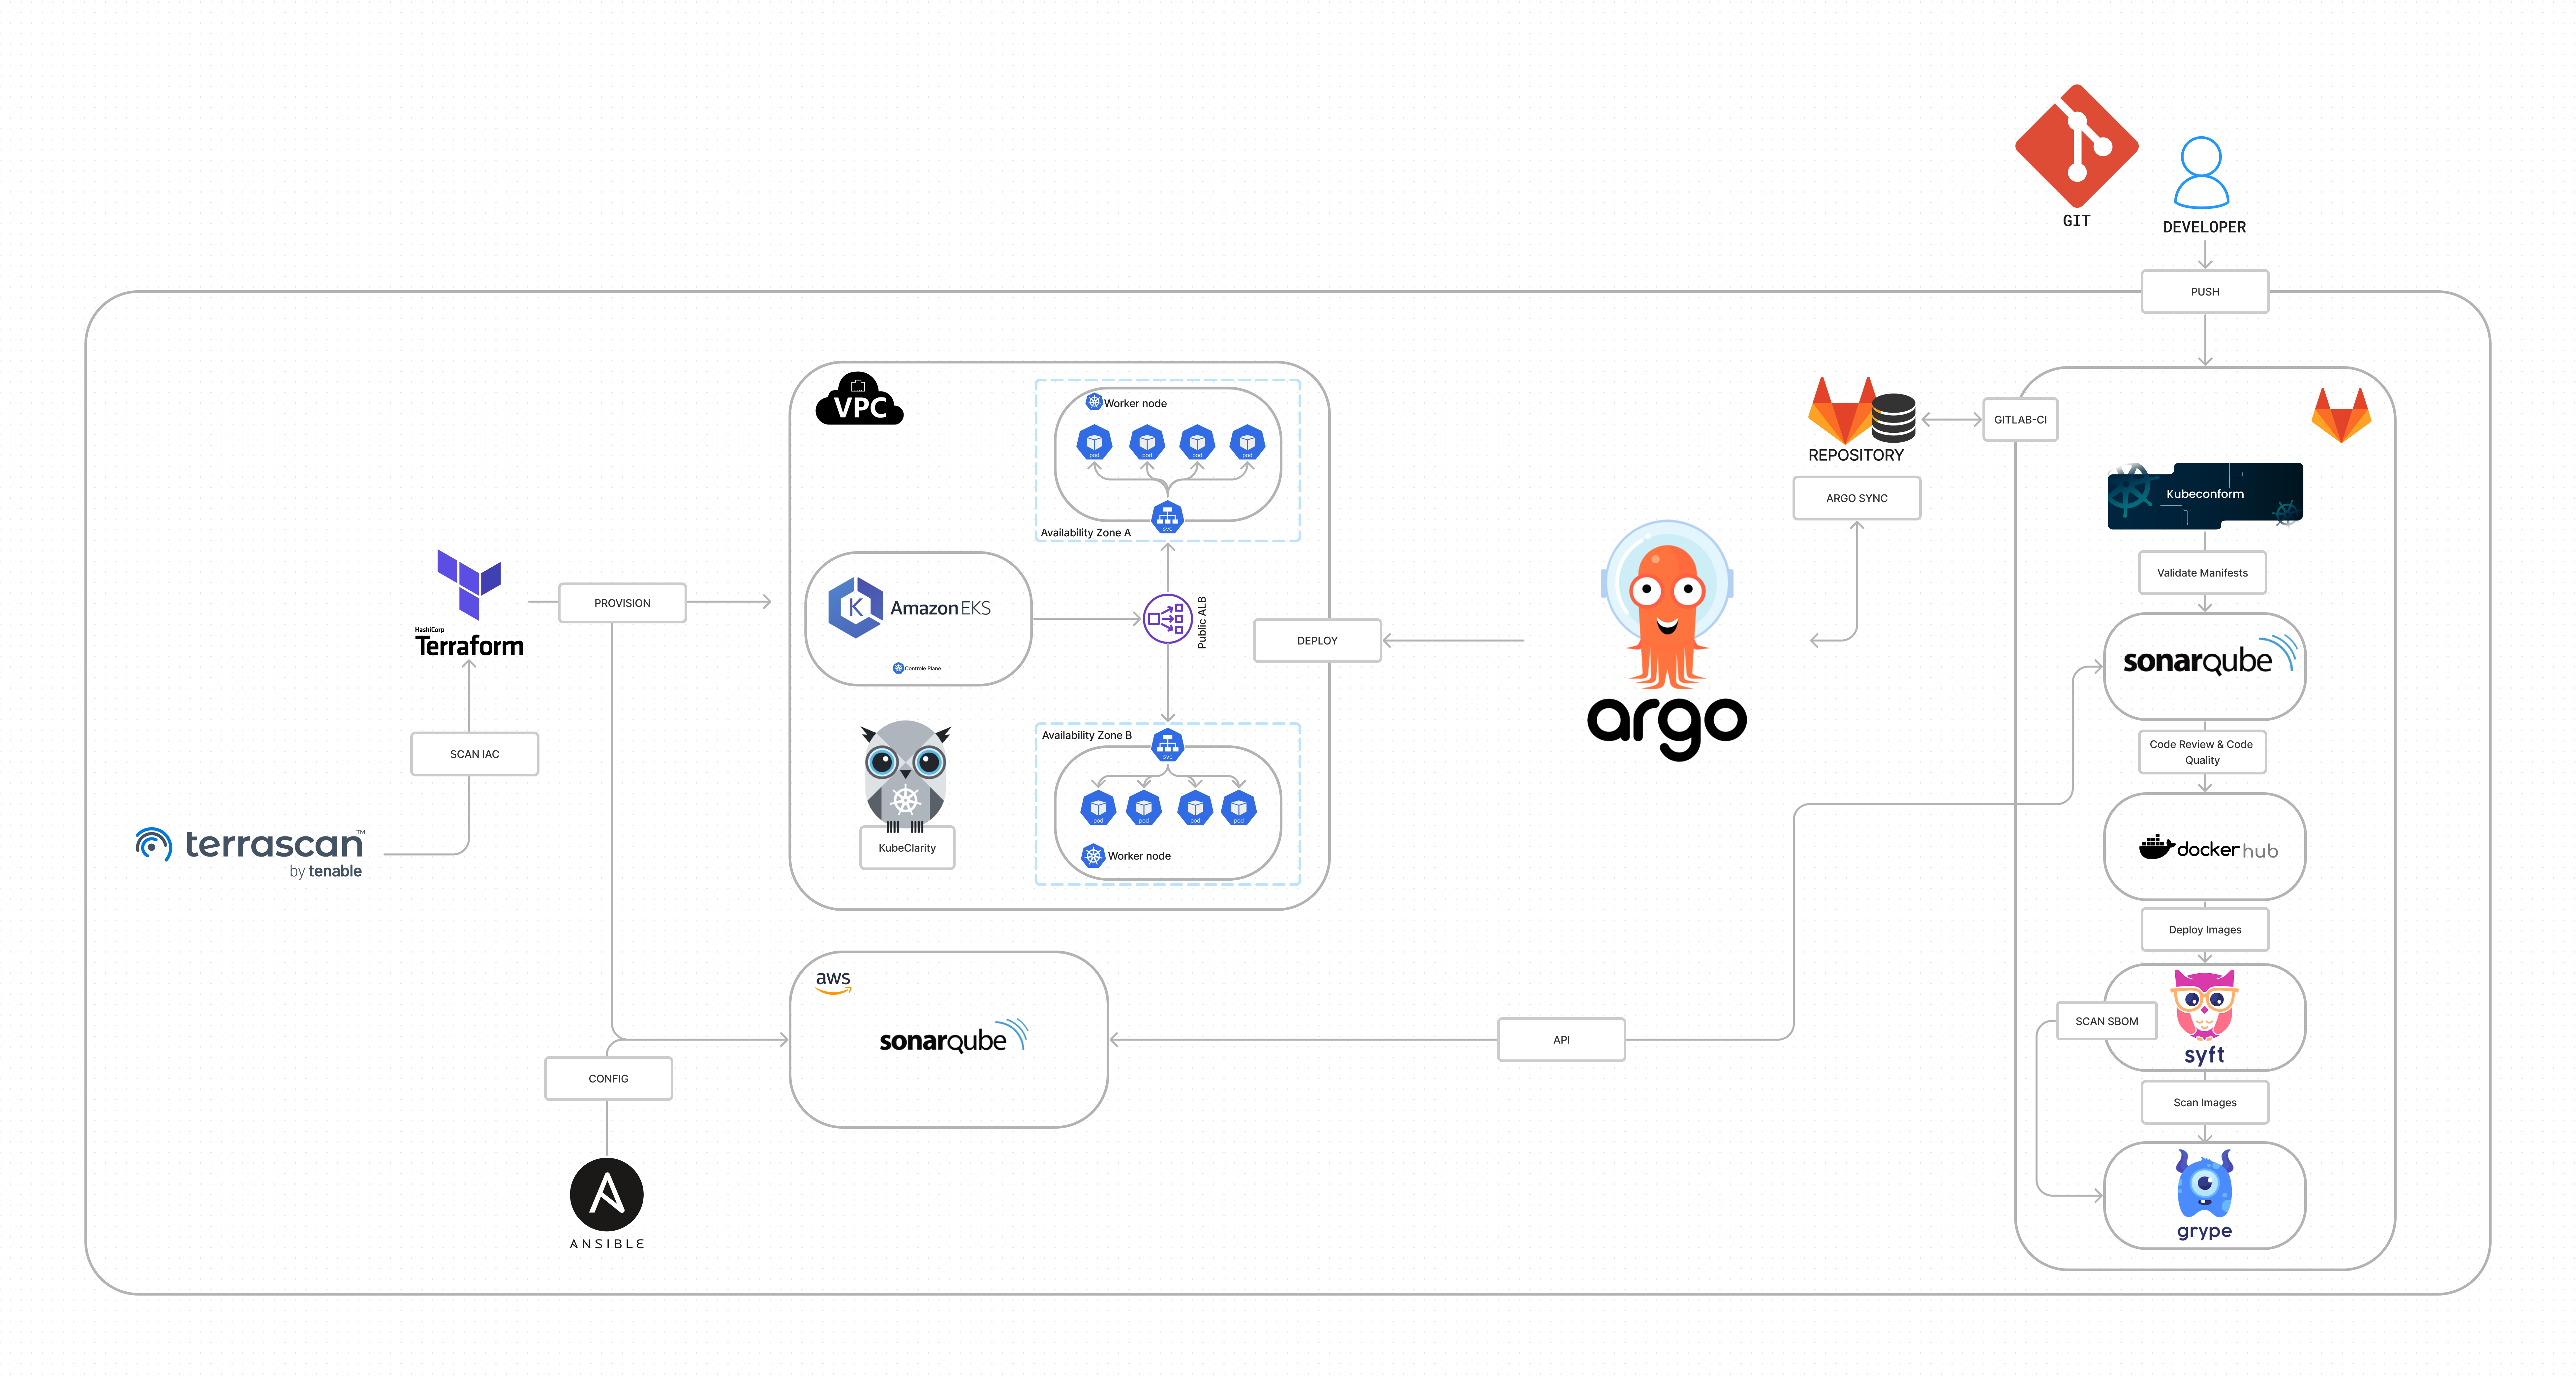 GIT
DEVELOPER
PUSH
VPC
Worker node
pod
pod
pod
pod
svc
Availability Zone A
REPOSITORY
GITLAB-CI
ARGO SYNC
Kubeconform
Validate Manifests
HashiCorp
Terraform
PROVISION
Amazon EKS
Controle Plane
Public ALB
DEPLOY
argo
sonarqube
Code Review & Code
Quality
SCAN IAC
terrascan™
by tenable
KubeClarity
Availability Zone B
svc
pod
pod
pod
pod
Worker node
docker hub
Deploy Images
aws
sonarqube
API
SCAN SBOM
syft
Scan Images
CONFIG
ANSIBLE
grype